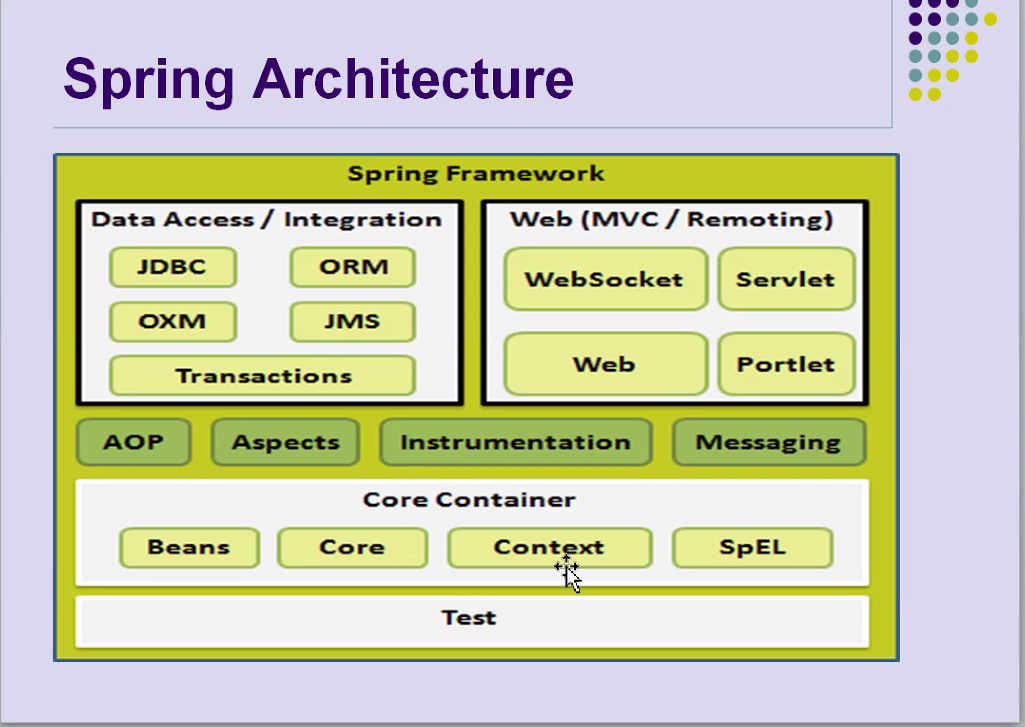 Spring Architecture
Spring Framework
Data Access / Integration
JDBC
ORM
OXM
JMS
Transactions
Web (MVC / Remoting)
WebSocket
Servlet
Web
Portlet
AOP
Aspects
Instrumentation
Messaging
Core Container
Beans
Core
Context
SpEL
Test